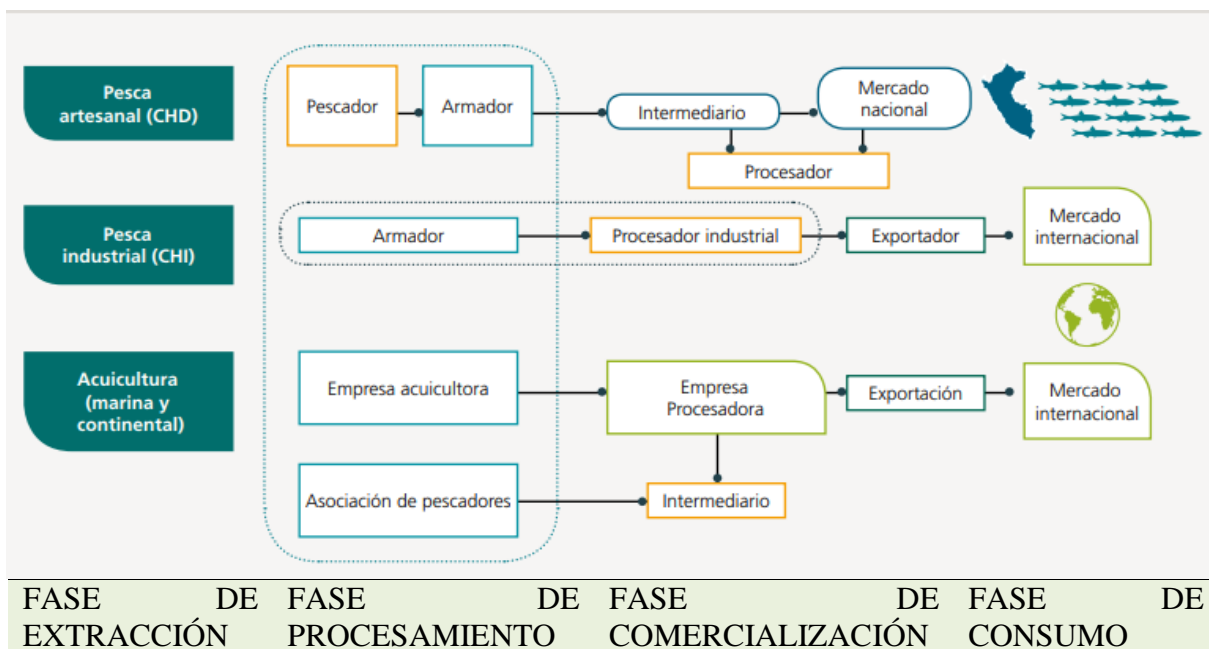 Pesca
artesanal (CHD)
Pescador
Armador
Intermediario
Mercado
nacional
Procesador
Pesca
industrial (CHI)
Armador
Procesador industrial
Exportador
Mercado
internacional
Acuicultura
(marina y
continental)
Empresa acuicultora
Empresa
Procesadora
Exportación
Mercado
internacional
Asociación de pescadores
Intermediario
FASE DE EXTRACCIÓN
FASE DE PROCESAMIENTO
FASE DE COMERCIALIZACIÓN
FASE DE CONSUMO